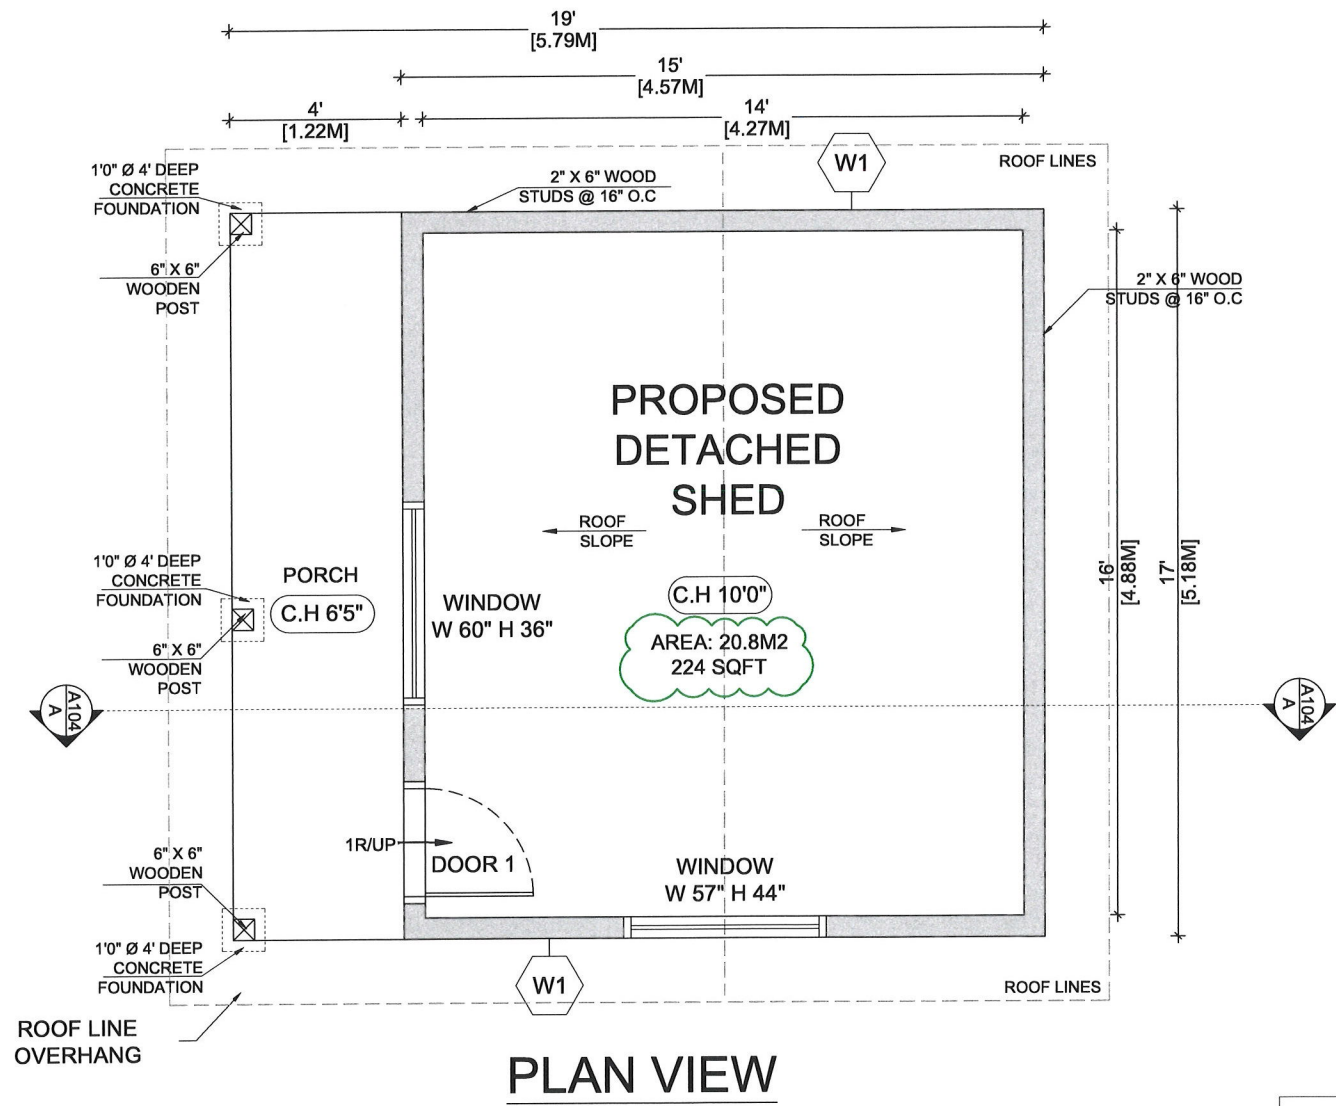 19'
[5.79M]
15'
[4.57M]
4'
[1.22M]
14'
[4.27M]
W1
ROOF LINES
1'0" Ø 4' DEEP
CONCRETE
FOUNDATION
2" X 6" WOOD
STUDS @ 16" O.C
6" X 6"
WOODEN
POST
2" X 6" WOOD
STUDS @ 16" O.C
PROPOSED
DETACHED
SHED
ROOF
SLOPE
ROOF
SLOPE
1'0" Ø 4' DEEP
CONCRETE
FOUNDATION
PORCH
C.H 6'5"
WINDOW
W 60" H 36"
C.H 10'0"
AREA: 20.8M2
224 SQFT
16'
[4.88M]
17'
[5.18M]
6" X 6"
WOODEN
POST
A104
A
A104
A
6" X 6"
WOODEN
POST
1R/UP
DOOR 1
WINDOW
W 57" H 44"
1'0" Ø 4' DEEP
CONCRETE
FOUNDATION
W1
ROOF LINES
ROOF LINE
OVERHANG
PLAN VIEW